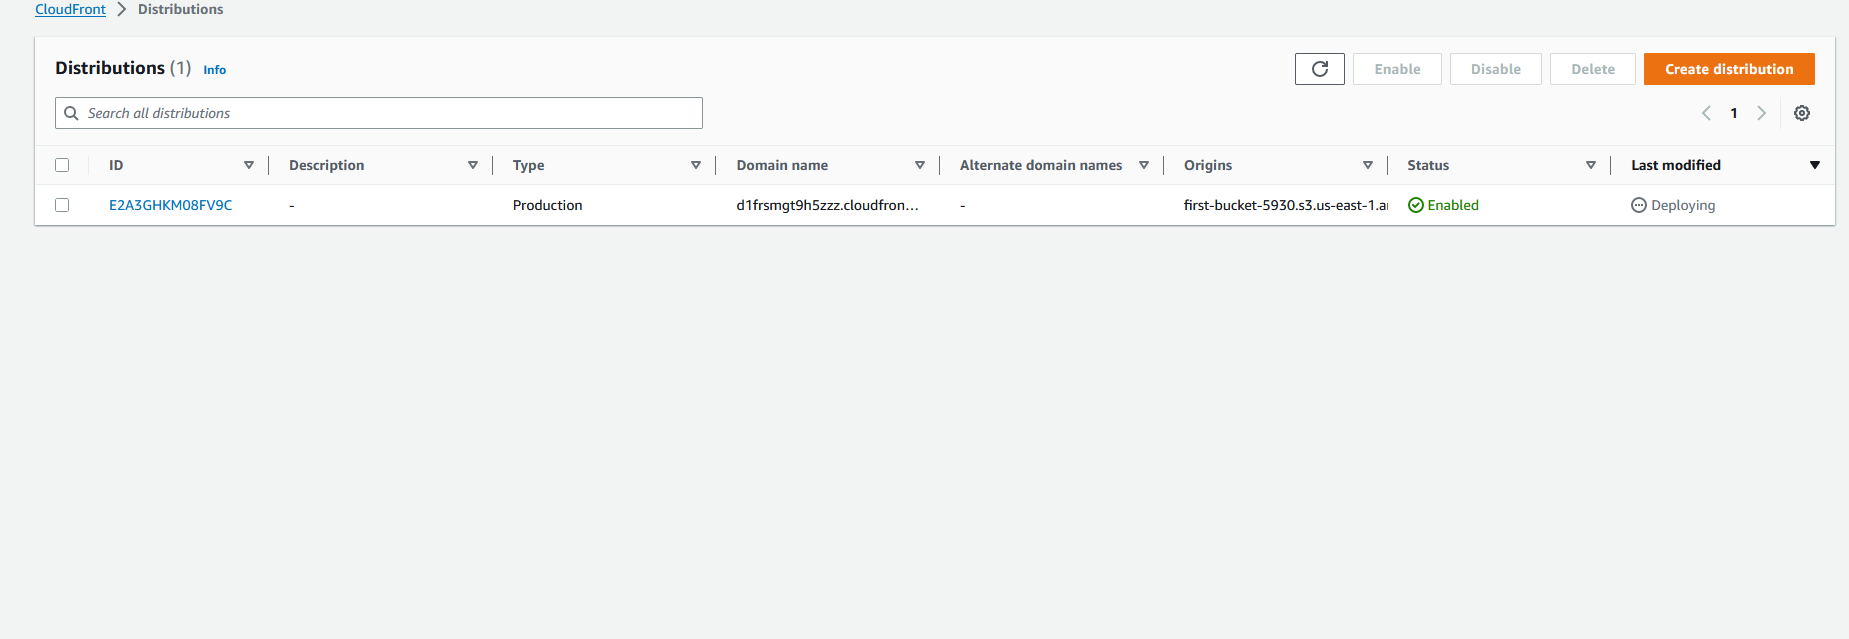 CloudFront > Distributions
Distributions (1) Info
Enable Disable Delete Create distribution
Search all distributions
1
ID Description Type Domain name Alternate domain names Origins Status Last modified
E2A3GHKM08FV9C - Production d1frsmgt9h5zzz.cloudfron... - first-bucket-5930.s3.us-east-1.a Enabled Deploying